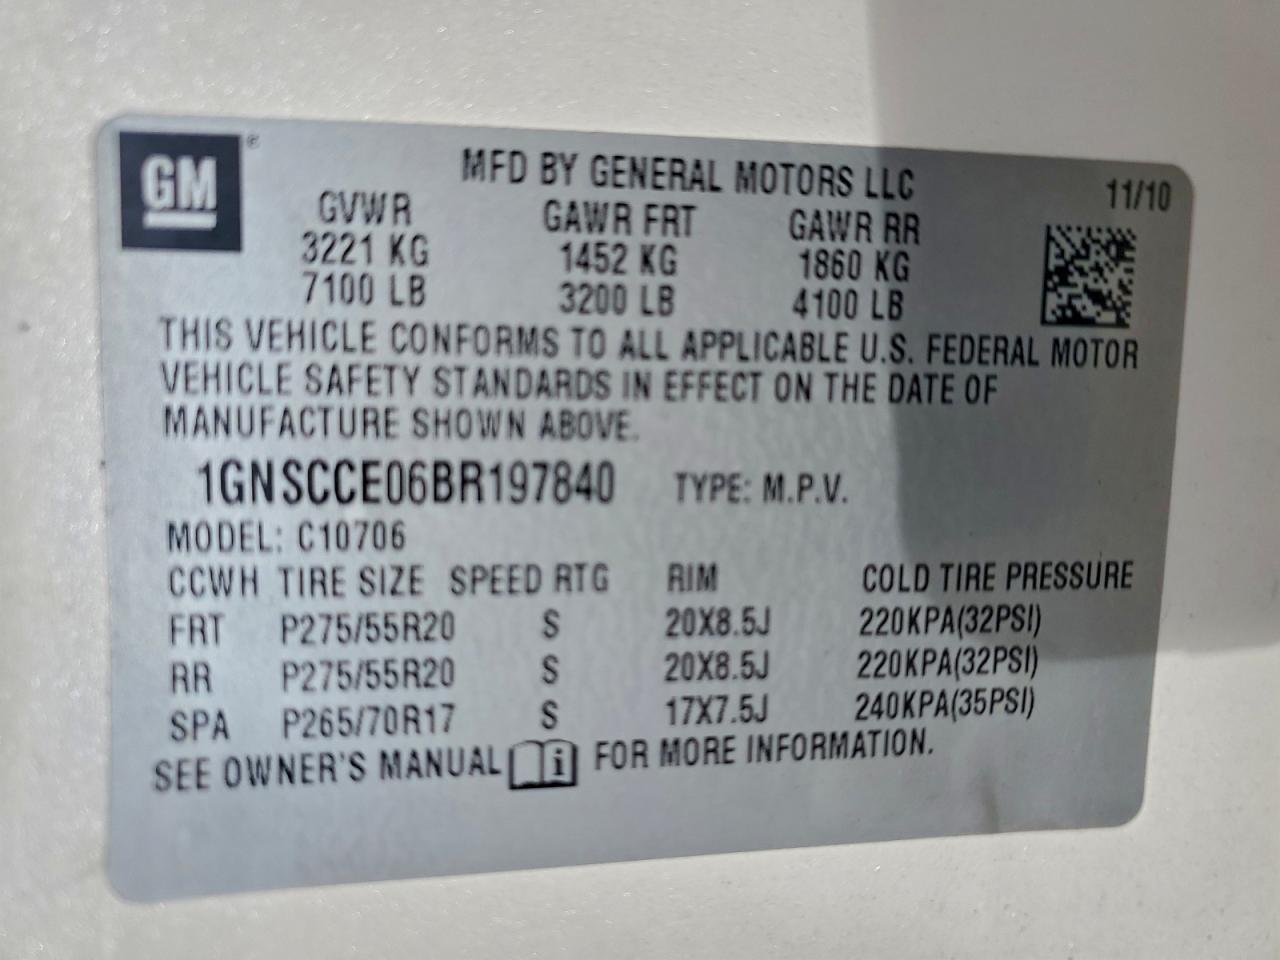 GM
MFD BY GENERAL MOTORS LLC 11/10
GVWR GAWR FRT GAWR RR
3221 KG 1452 KG 1860 KG
7100 LB 3200 LB 4100 LB
THIS VEHICLE CONFORMS TO ALL APPLICABLE U.S. FEDERAL MOTOR
VEHICLE SAFETY STANDARDS IN EFFECT ON THE DATE OF
MANUFACTURE SHOWN ABOVE.
1GNSCCE06BR197840 TYPE: M.P.V.
MODEL: C10706
CCWH TIRE SIZE SPEED RTG RIM COLD TIRE PRESSURE
FRT P275/55R20 S 20X8.5J 220KPA(32PSI)
RR P275/55R20 S 20X8.5J 220KPA(32PSI)
SPA P265/70R17 S 17X7.5J 240KPA(35PSI)
SEE OWNER'S MANUAL i FOR MORE INFORMATION.